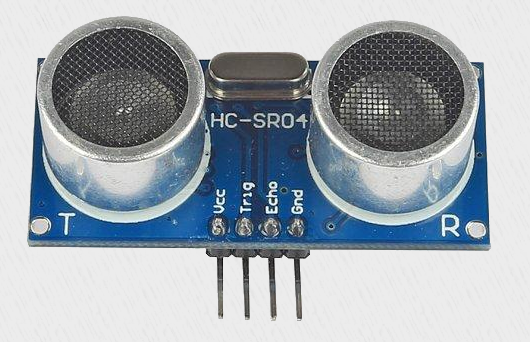 HC-SR04
Vcc
Trig
Echo
Gnd
T
R